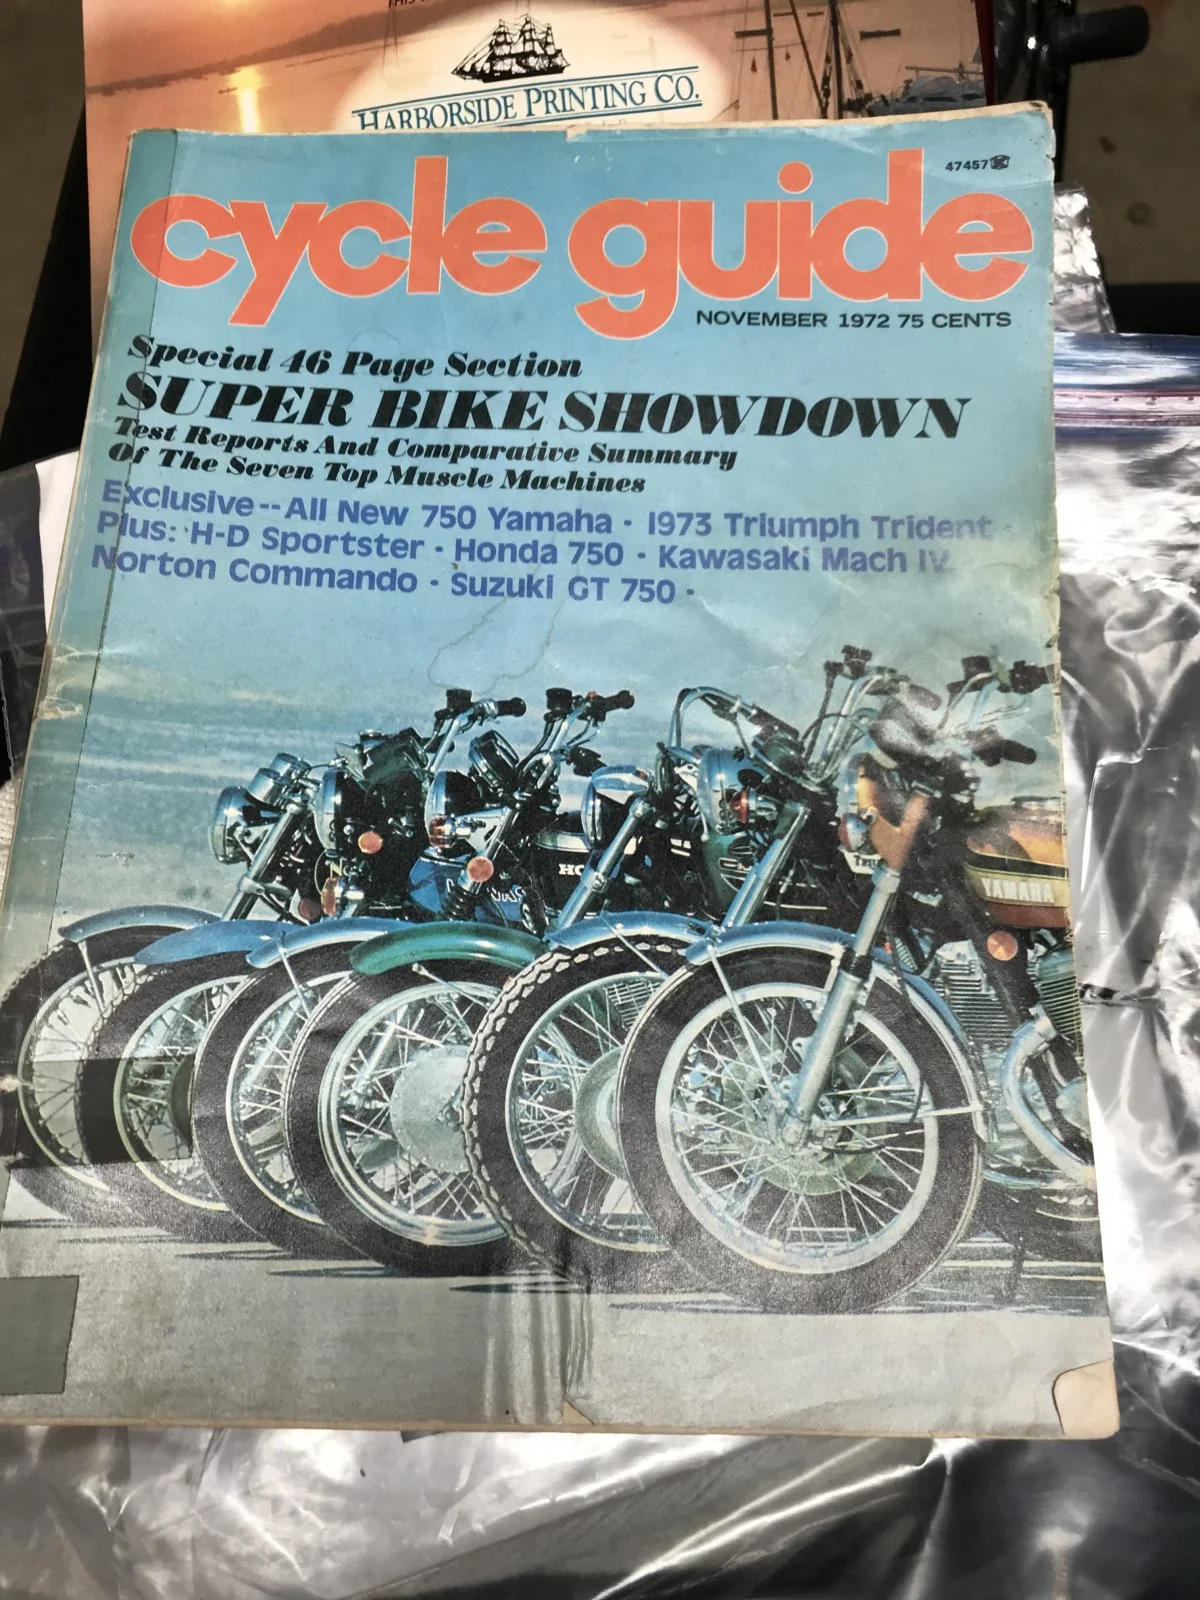 HARBORSIDE PRINTING CO.
47457
cycle guide
NOVEMBER 1972 75 CENTS
Special 46 Page Section
SUPER BIKE SHOWDOWN
Test Reports And Comparative Summary
Of The Seven Top Muscle Machines
Exclusive--All New 750 Yamaha · 1973 Triumph Trident
Plus: H-D Sportster · Honda 750 · Kawasaki Mach IV
Norton Commando · Suzuki GT 750 ·
YAMAHA